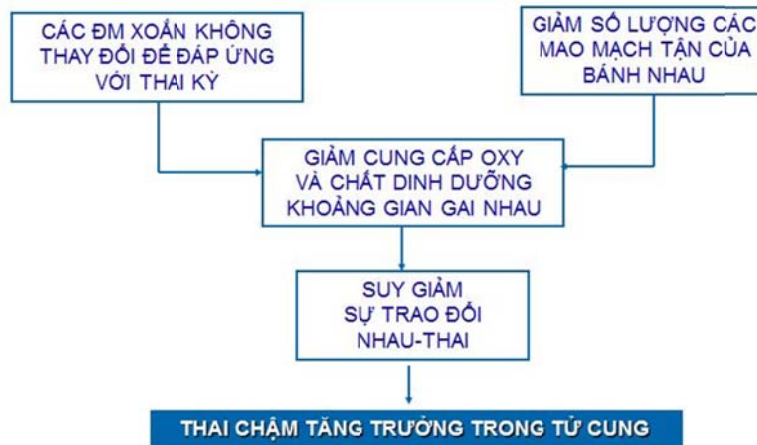 CÁC ĐM XOẮN KHÔNG
THAY ĐỔI ĐỂ ĐÁP ỨNG
VỚI THAI KỲ
GIẢM SỐ LƯỢNG CÁC
MAO MẠCH TẬN CỦA
BÁNH NHAU
GIẢM CUNG CẤP OXY
VÀ CHẤT DINH DƯỠNG
KHOẢNG GIAN GAI NHAU
SUY GIẢM
SỰ TRAO ĐỔI
NHAU-THAI
THAI CHẬM TĂNG TRƯỞNG TRONG TỬ CUNG